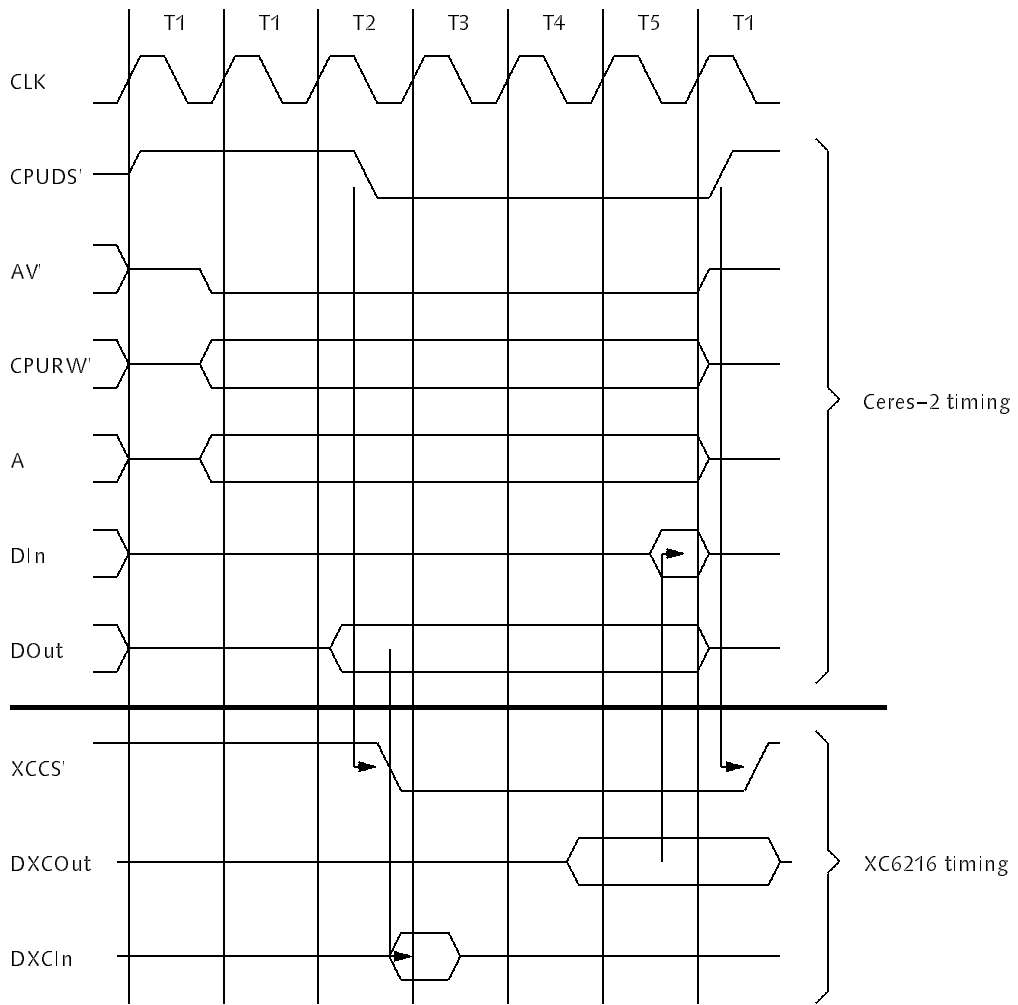 T1 T1 T2 T3 T4 T5 T1
CLK
CPUDS'
AV'
CPURW'
Ceres-2 timing
A
DIn
DOut
XCCS'
DXCOut
XC6216 timing
DXCIn